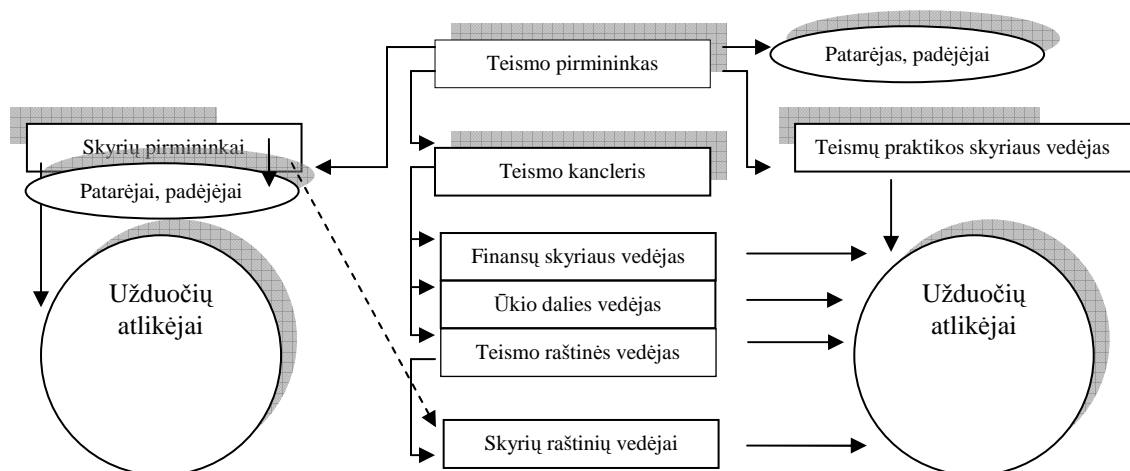 Teismo pirmininkas
Patarėjas, padėjėjai
Skyrių pirmininkai
Teismų praktikos skyriaus vedėjas
Teismo kancleris
Patarėjai, padėjėjai
Finansų skyriaus vedėjas
Užduočių
atlikėjai
Ūkio dalies vedėjas
Užduočių
atlikėjai
Teismo raštinės vedėjas
Skyrių raštinių vedėjai